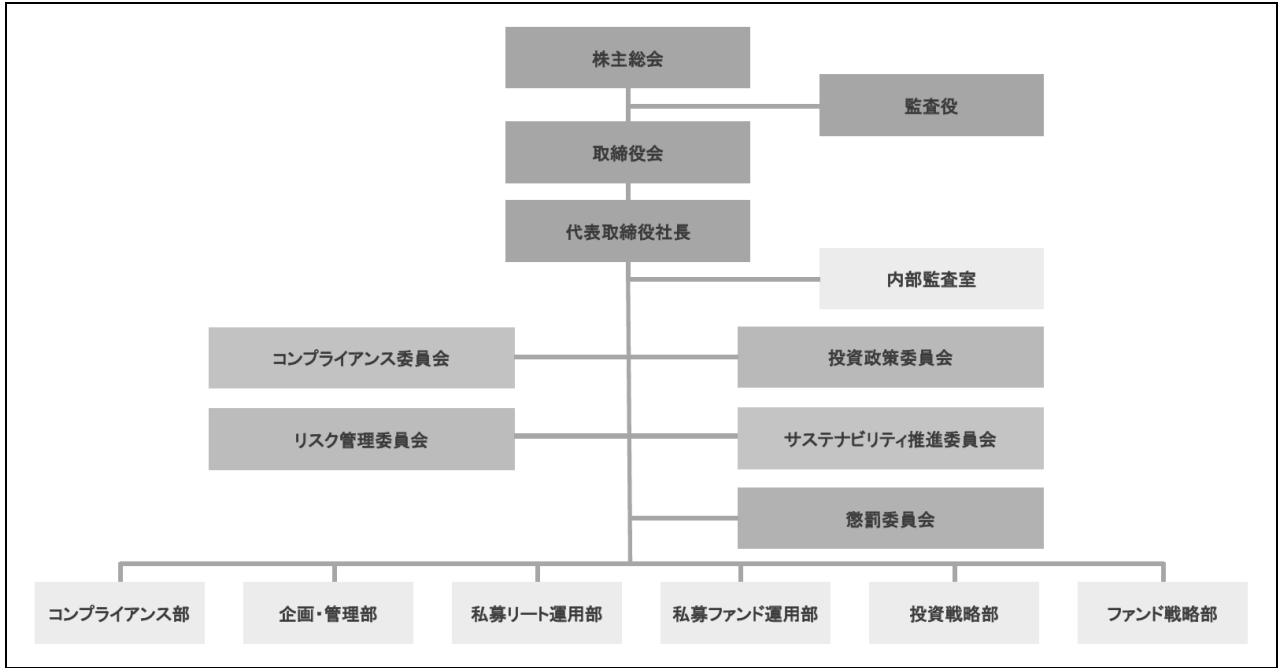 株主総会
監査役
取締役会
代表取締役社長
内部監査室
コンプライアンス委員会
投資政策委員会
リスク管理委員会
サステナビリティ推進委員会
懲罰委員会
コンプライアンス部
企画・管理部
私募リート運用部
私募ファンド運用部
投資戦略部
ファンド戦略部